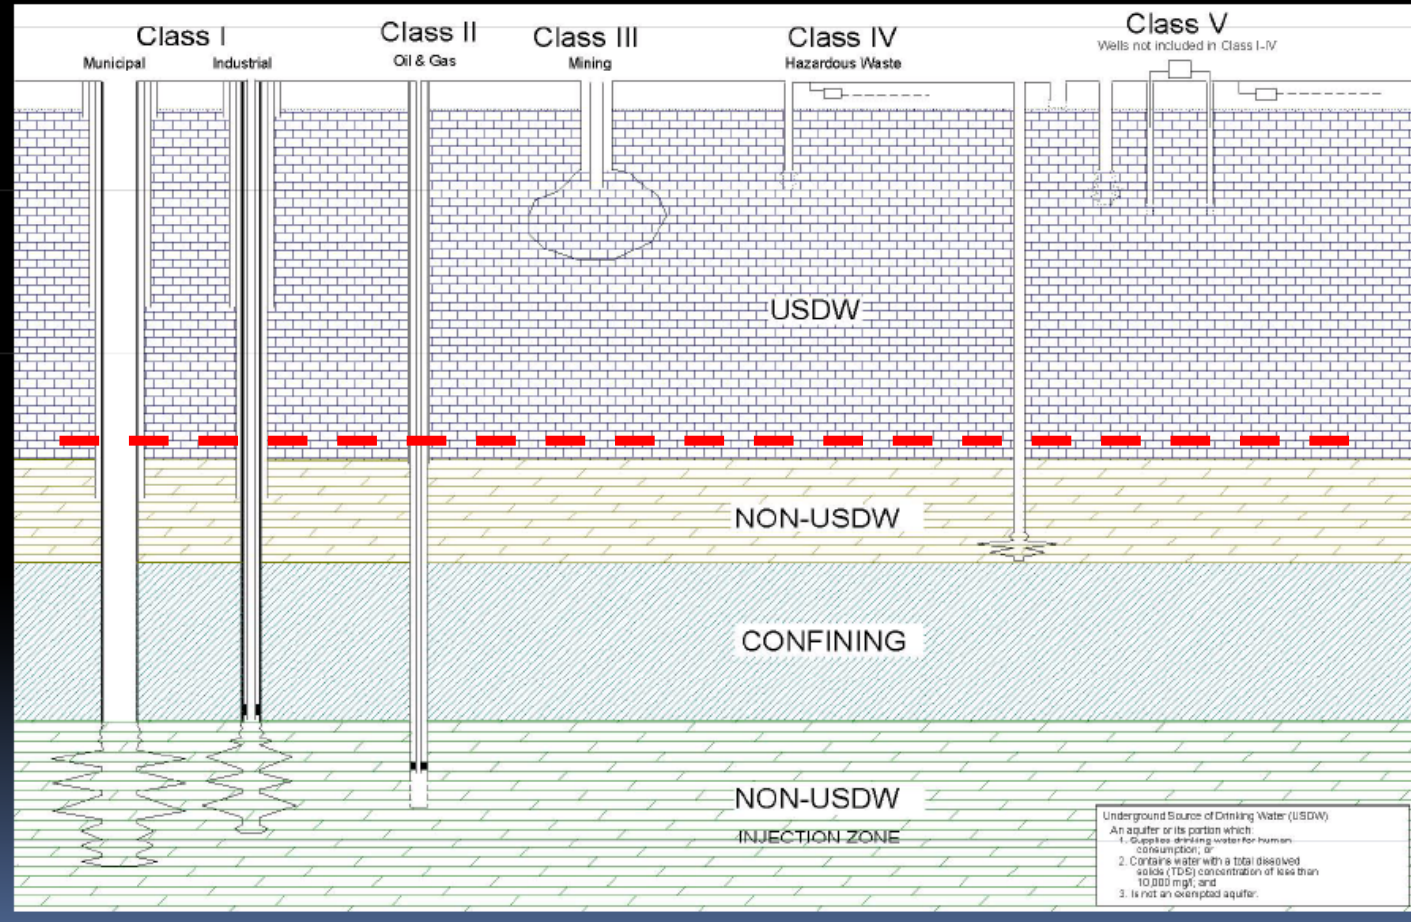 Class I
Municipal
Industrial
Class II
Oil & Gas
Class III
Mining
Class IV
Hazardous Waste
Class V
Wells not included in Class I-IV
USDW
NON-USDW
CONFINING
NON-USDW
INJECTION ZONE
Underground Source of Drinking Water (USDW)
An aquifer or its portion which:
1. Supplies drinking water for human
consumption; or
2. Contains water with a total dissolved
solids (TDS) concentration of less than
10,000 mg/l; and
3. Is not an exempted aquifer.